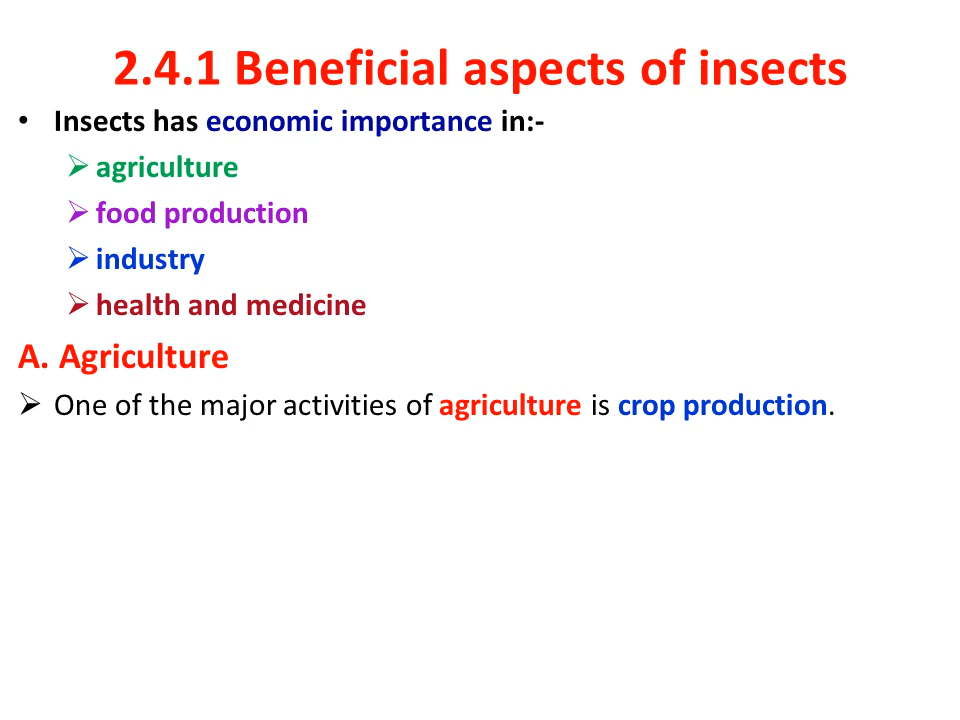 2.4.1 Beneficial aspects of insects
• Insects has economic importance in:-
➢ agriculture
➢ food production
➢ industry
➢ health and medicine
A. Agriculture
➢ One of the major activities of agriculture is crop production.